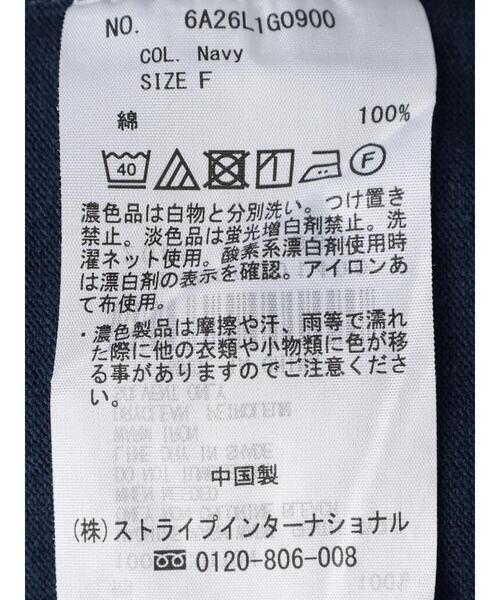 NO. 6A26L1G0900
COL. Navy
SIZE F
綿 100%
40 F
濃色品は白物と分別洗い。つけ置き
禁止。淡色品は蛍光増白剤禁止。洗
濯ネット使用。酸素系漂白剤使用時
は漂白剤の表示を確認。アイロンあ
て布使用。
・濃色製品は摩擦や汗、雨等で濡れ
た際に他の衣類や小物類に色が移
る事がありますのでご注意くださ
い。
中国製
(株)ストライプインターナショナル
0120-806-008